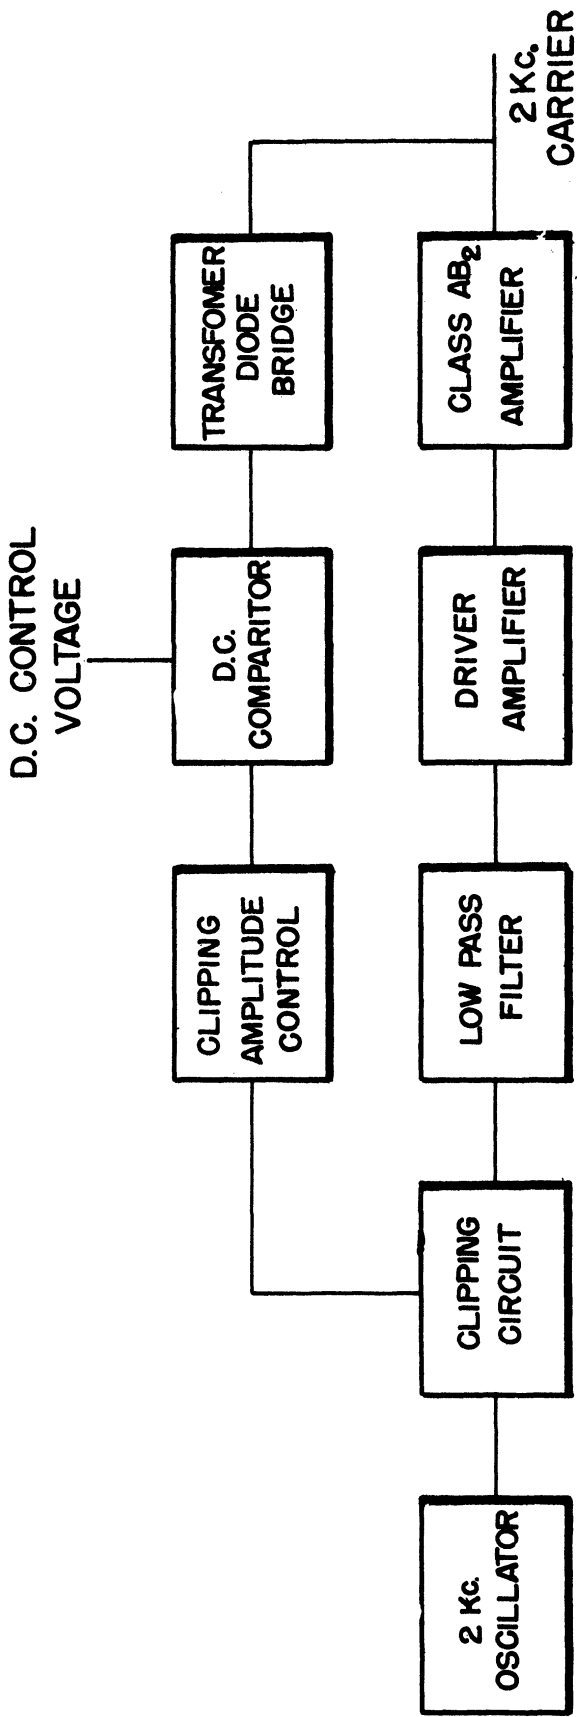 D.C. CONTROL
VOLTAGE
CLIPPING
AMPLITUDE
CONTROL
D.C.
COMPARITOR
TRANSFOMER
DIODE
BRIDGE
2 Kc.
OSCILLATOR
CLIPPING
CIRCUIT
LOW PASS
FILTER
DRIVER
AMPLIFIER
CLASS AB₂
AMPLIFIER
2 Kc.
CARRIER